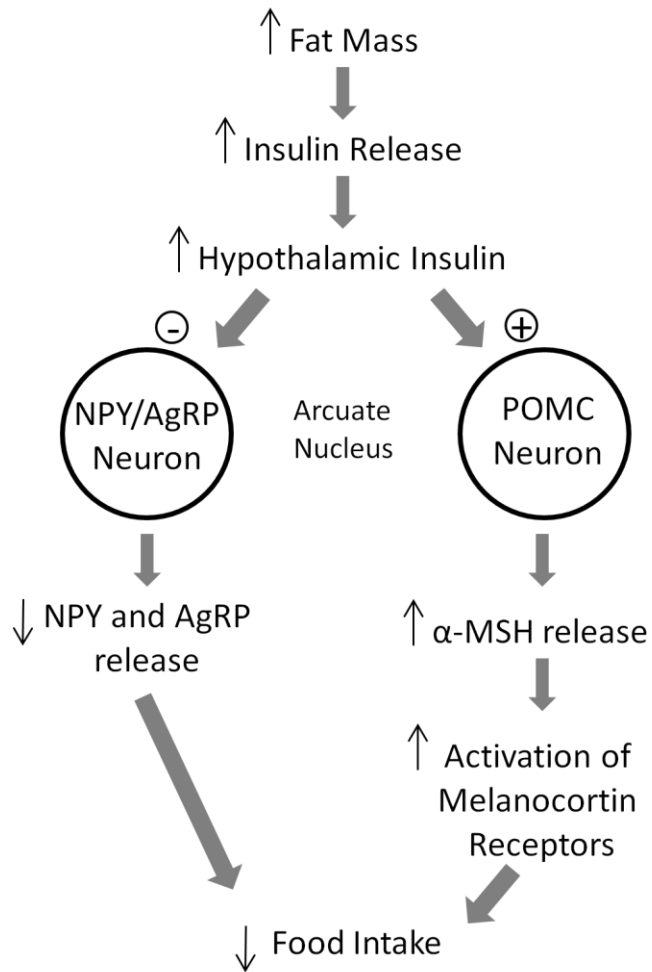 ↑ Fat Mass
↑ Insulin Release
↑ Hypothalamic Insulin
-
+
NPY/AgRP
Neuron
Arcuate
Nucleus
POMC
Neuron
↓ NPY and AgRP
release
↑ α-MSH release
↑ Activation of
Melanocortin
Receptors
↓ Food Intake